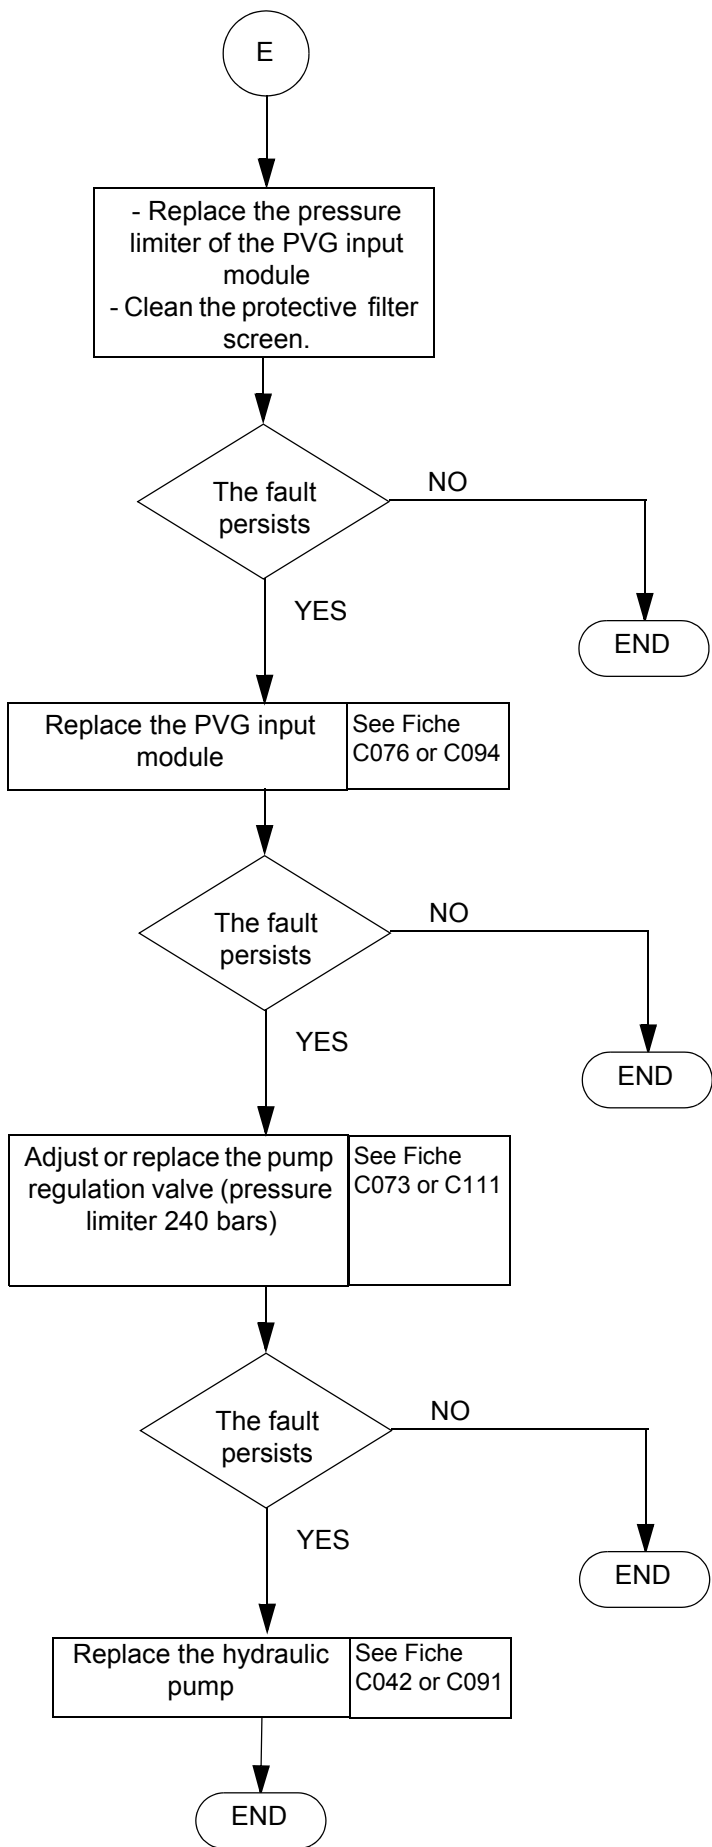 E
- Replace the pressure
limiter of the PVG input
module
- Clean the protective filter
screen.
The fault
persists
NO
YES
END
Replace the PVG input
module
See Fiche
C076 or C094
The fault
persists
NO
YES
END
Adjust or replace the pump
regulation valve (pressure
limiter 240 bars)
See Fiche
C073 or C111
The fault
persists
NO
YES
END
Replace the hydraulic
pump
See Fiche
C042 or C091
END